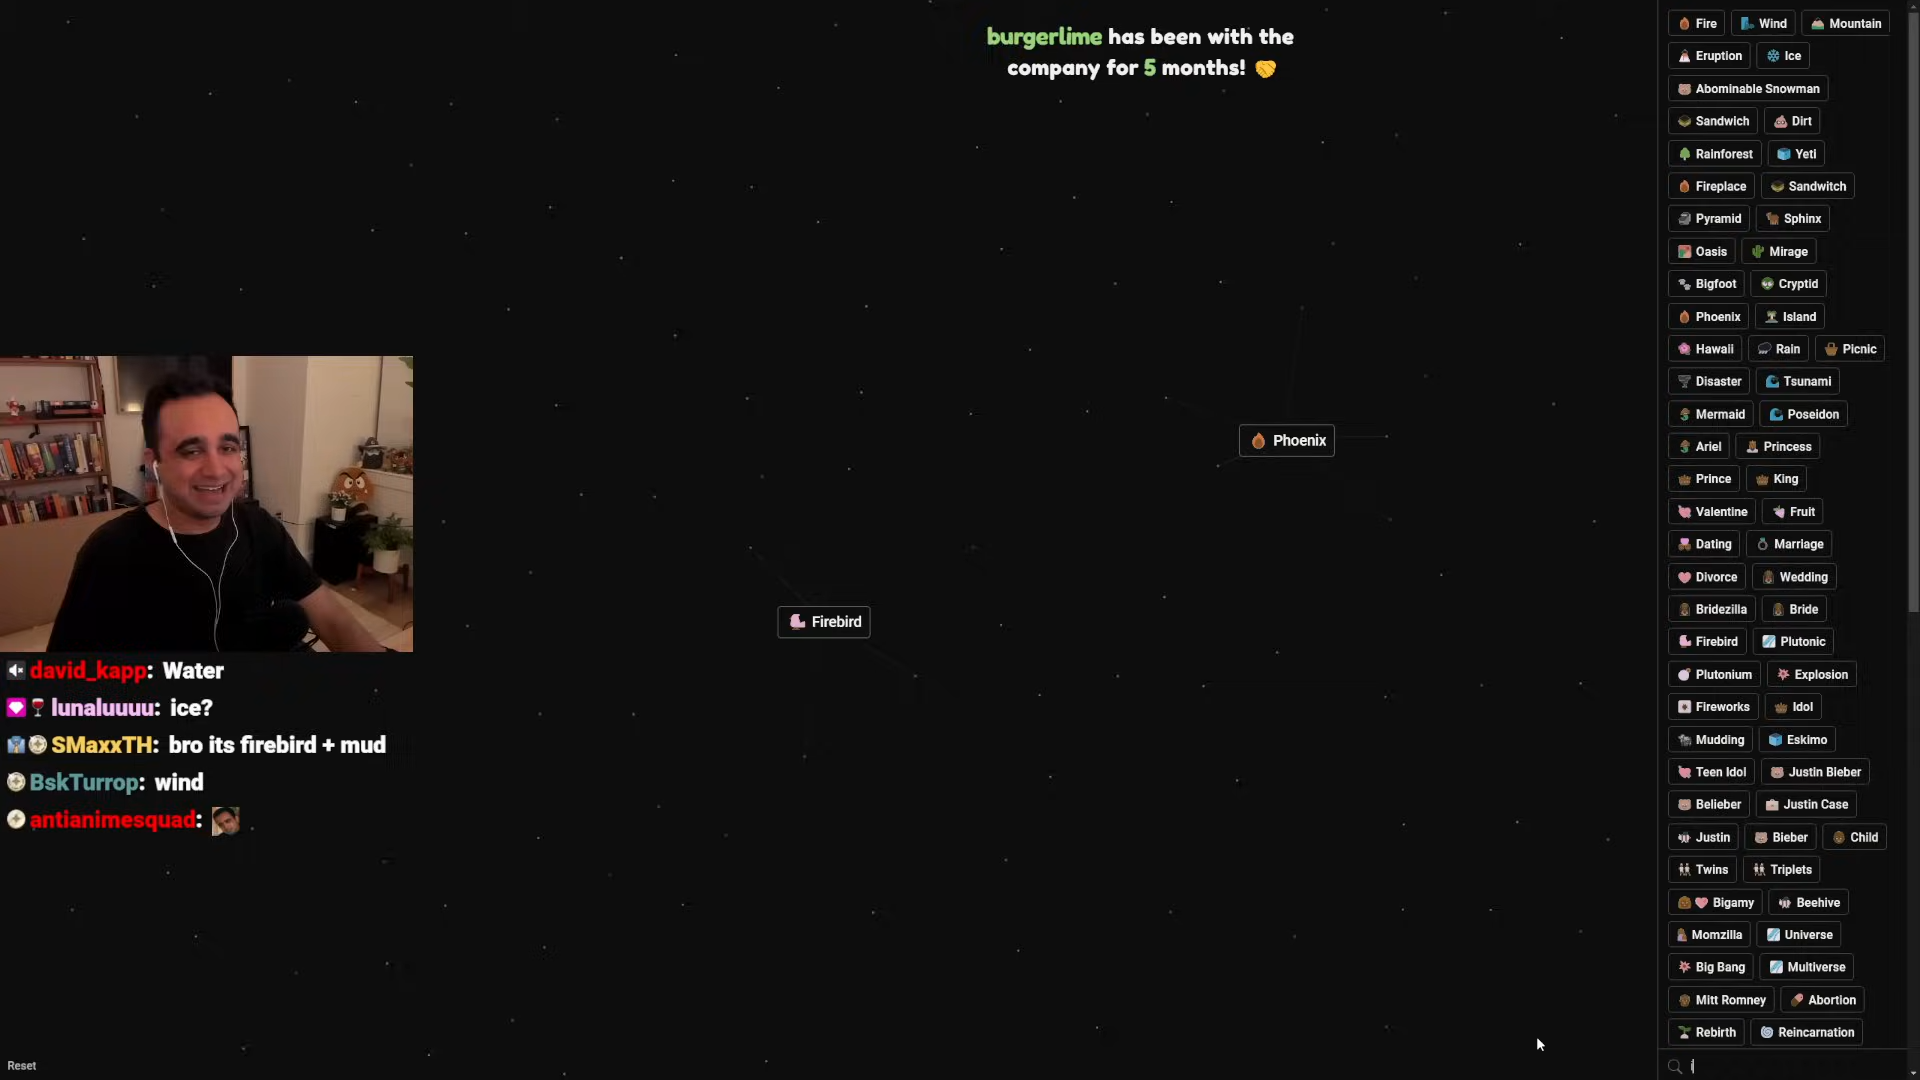 burgerlime has been with the
company for 5 months!
Fire Wind Mountain
Eruption Ice
Abominable Snowman
Sandwich Dirt
Rainforest Yeti
Fireplace Sandwitch
Pyramid Sphinx
Oasis Mirage
Bigfoot Cryptid
Phoenix Island
Hawaii Rain Picnic
Disaster Tsunami
Mermaid Poseidon
Ariel Princess
Prince King
Valentine Fruit
Dating Marriage
Divorce Wedding
Bridezilla Bride
Firebird Plutonic
Plutonium Explosion
Fireworks Idol
Mudding Eskimo
Teen Idol Justin Bieber
Belieber Justin Case
Justin Bieber Child
Twins Triplets
Bigamy Beehive
Momzilla Universe
Big Bang Multiverse
Mitt Romney Abortion
Rebirth Reincarnation
Phoenix
Firebird
david_kapp: Water
lunaluuuu: ice?
SMaxxTH: bro its firebird + mud
BskTurrop: wind
antianimesquad:
Reset